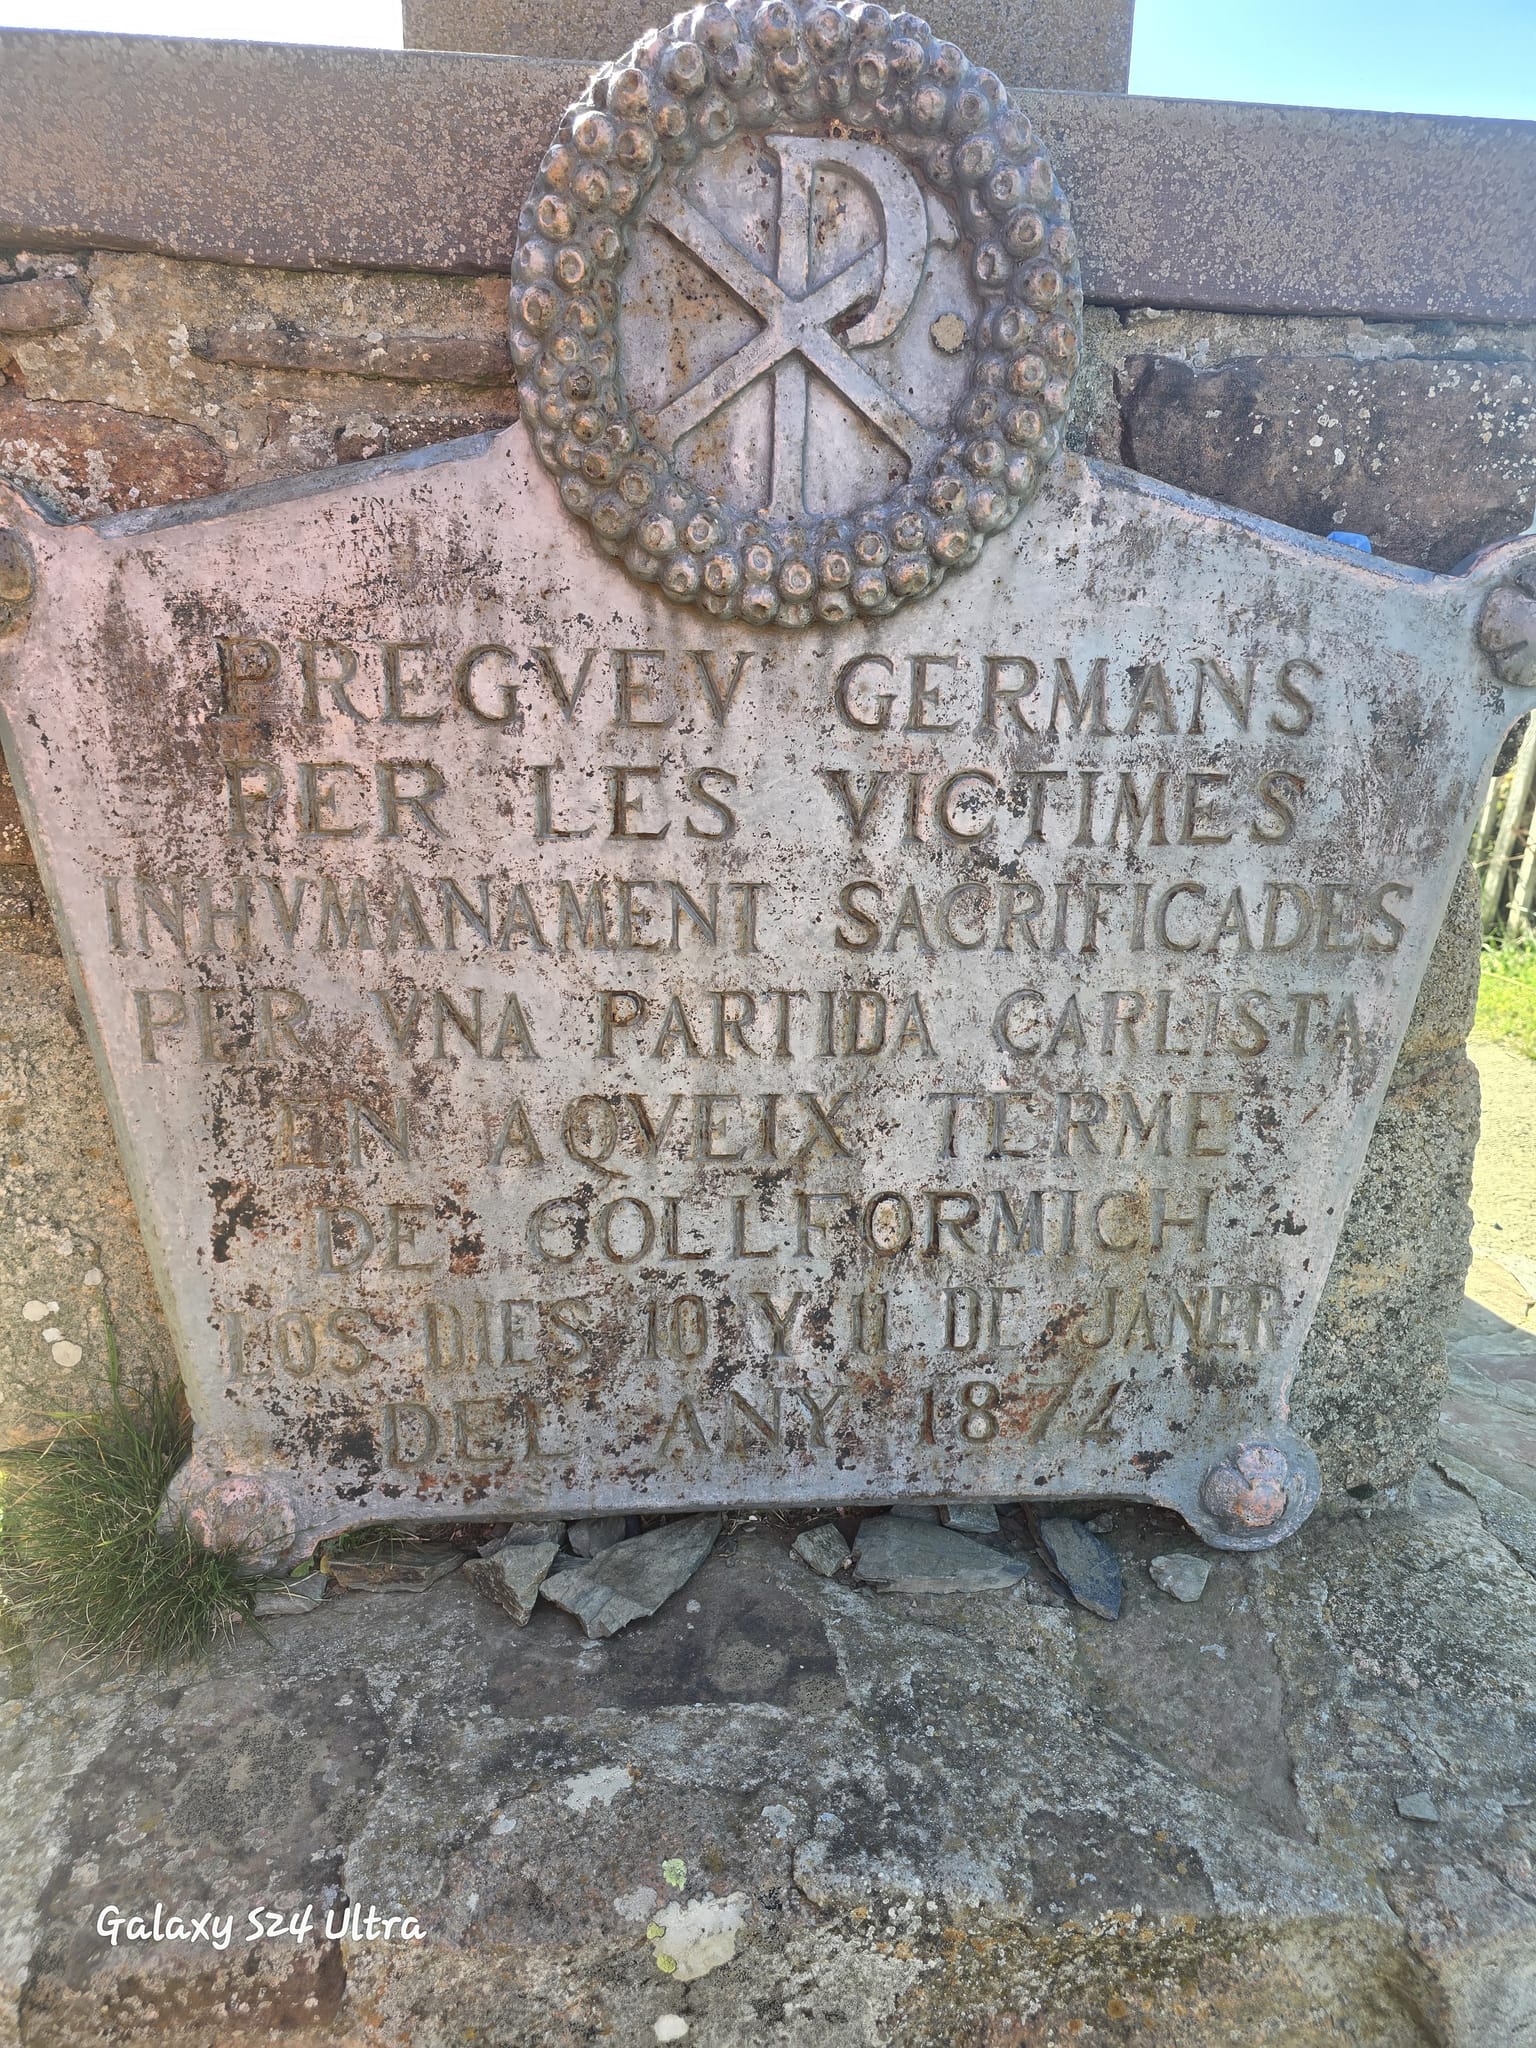 PREGVEV GERMANS
PER LES VICTIMES
INHVMANAMENT SACRIFICADES
PER VNA PARTIDA CARLISTA
EN AQVEIX TERME
DE COLLFORMICH
LOS DIES 10 Y 11 DE JANER
DEL ANY 1874
Galaxy S24 Ultra